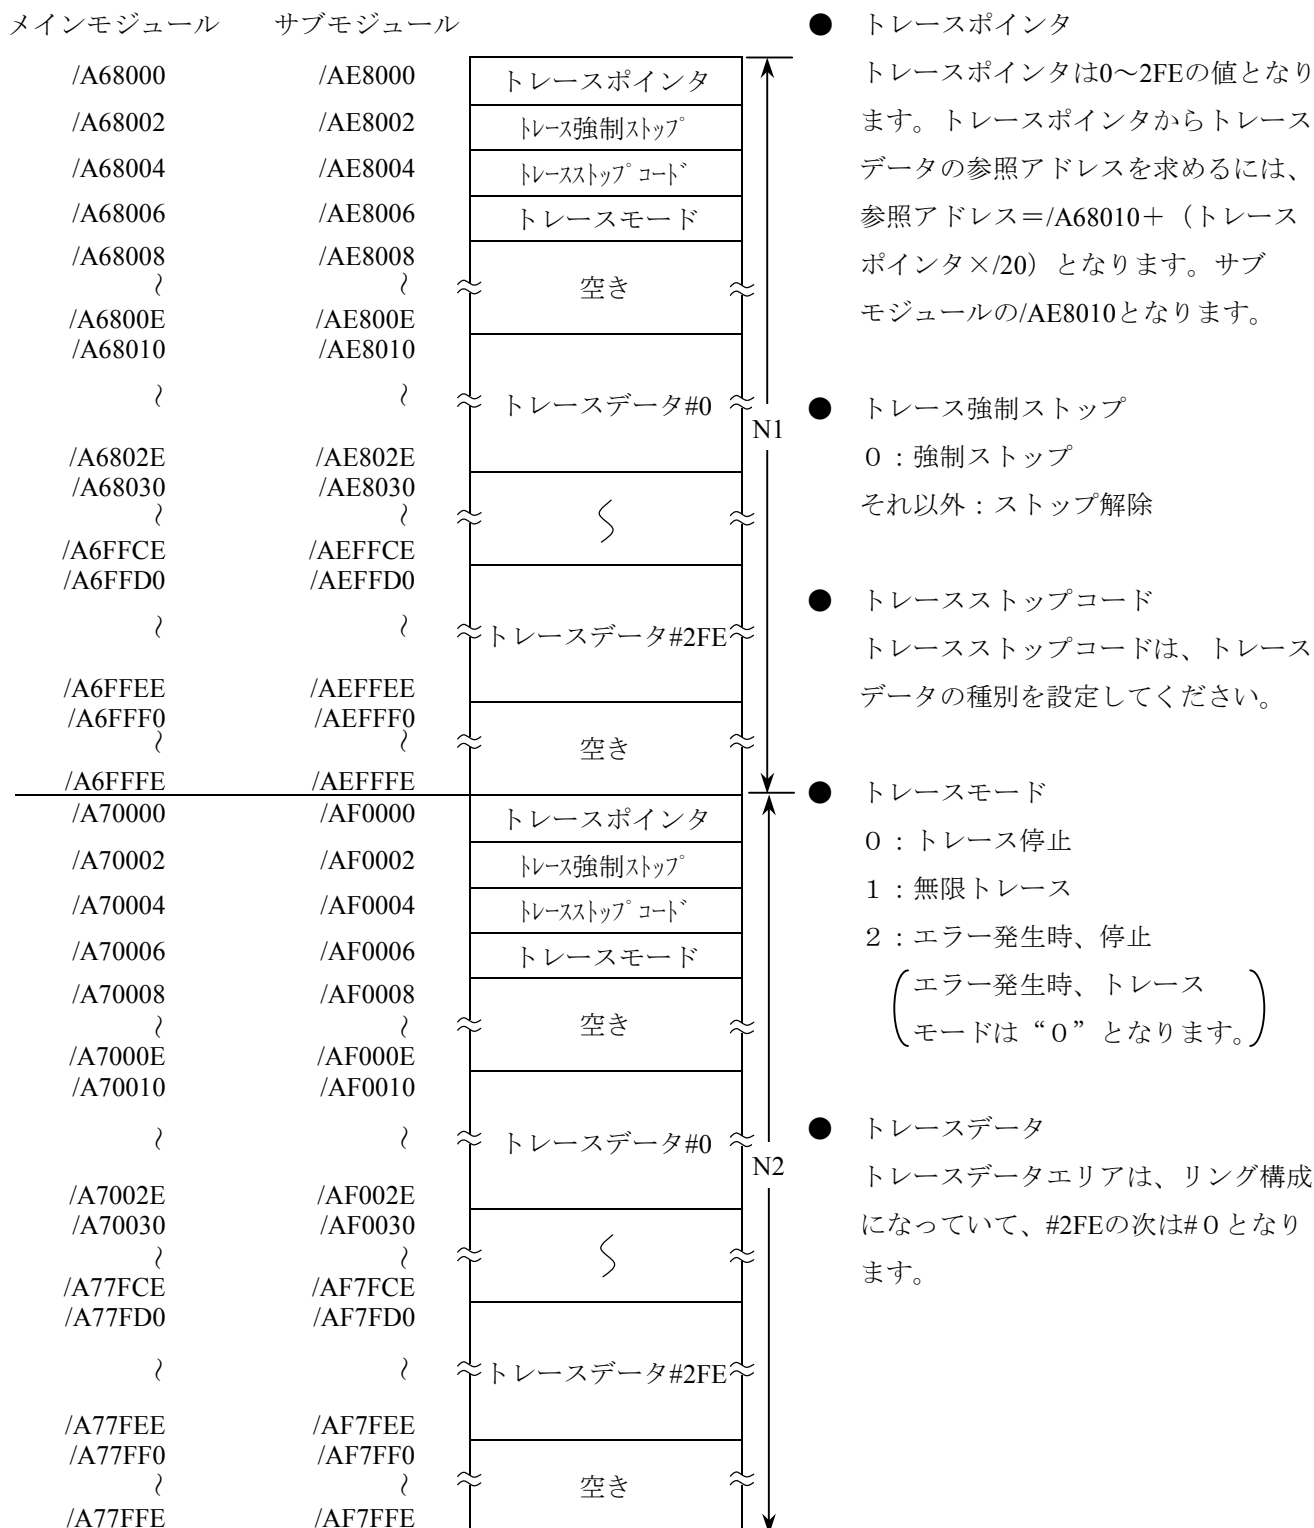 メインモジュール サブモジュール
/A68000 /AE8000 トレースポインタ
/A68002 /AE8002 ﾄﾚｰｽ強制ｽﾄｯﾌﾟ
/A68004 /AE8004 ﾄﾚｰｽｽﾄｯﾌﾟｺｰﾄﾞ
/A68006 /AE8006 トレースモード
/A68008 /AE8008
~ ~ 空き
/A6800E /AE800E
/A68010 /AE8010
~ ~ トレースデータ#0
/A6802E /AE802E
/A68030 /AE8030
~ ~ ~
/A6FFCE /AEFFCE
/A6FFD0 /AEFFD0
~ ~ トレースデータ#2FE
/A6FFEE /AEFFEE
/A6FFF0 /AEFFF0
~ ~ 空き
/A6FFFE /AEFFFE
N1
/A70000 /AF0000 トレースポインタ
/A70002 /AF0002 ﾄﾚｰｽ強制ｽﾄｯﾌﾟ
/A70004 /AF0004 ﾄﾚｰｽｽﾄｯﾌﾟｺｰﾄﾞ
/A70006 /AF0006 トレースモード
/A70008 /AF0008
~ ~ 空き
/A7000E /AF000E
/A70010 /AF0010
~ ~ トレースデータ#0
/A7002E /AF002E
/A70030 /AF0030
~ ~ ~
/A77FCE /AF7FCE
/A77FD0 /AF7FD0
~ ~ トレースデータ#2FE
/A77FEE /AF7FEE
/A77FF0 /AF7FF0
~ ~ 空き
/A77FFE /AF7FFE
N2
● トレースポインタ
トレースポインタは0~2FEの値となり
ます。トレースポインタからトレース
データの参照アドレスを求めるには、
参照アドレス=/A68010+(トレース
ポインタ×/20)となります。サブ
モジュールの/AE8010となります。
● トレース強制ストップ
0:強制ストップ
それ以外:ストップ解除
● トレースストップコード
トレースストップコードは、トレース
データの種別を設定してください。
● トレースモード
0:トレース停止
1:無限トレース
2:エラー発生時、停止
(エラー発生時、トレース
モードは“0”となります。)
● トレースデータ
トレースデータエリアは、リング構成
になっていて、#2FEの次は#0となり
ます。